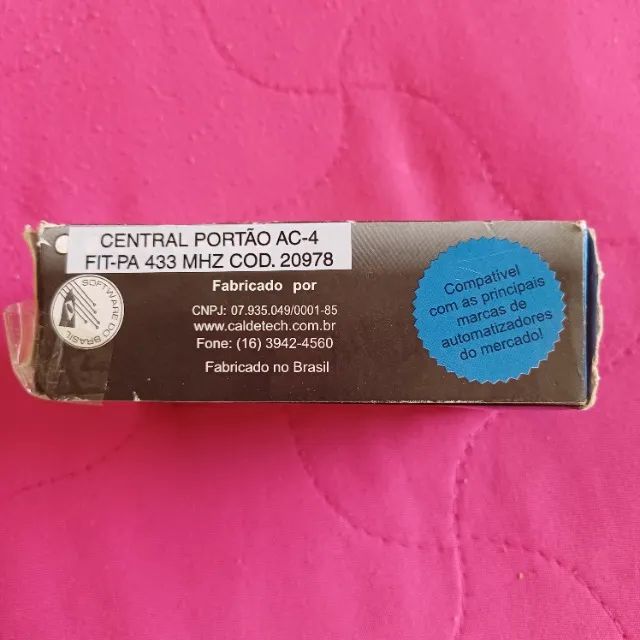 CENTRAL PORTÃO AC-4
FIT-PA 433 MHZ COD. 20978
Fabricado por
CNPJ: 07.935.049/0001-85
www.caldetech.com.br
Fone: (16) 3942-4560
Fabricado no Brasil
SOFTWARE DO BRASIL
Compatível
com as principais
marcas de
automatizadores
do mercado!